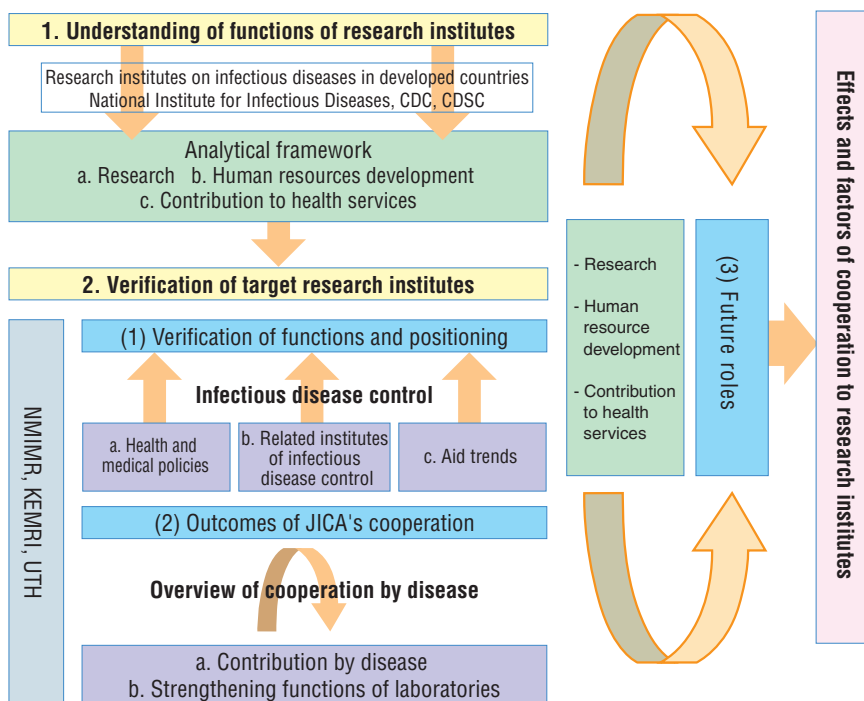 1. Understanding of functions of research institutes
Research institutes on infectious diseases in developed countries
National Institute for Infectious Diseases, CDC, CDSC
Analytical framework
a. Research b. Human resources development
c. Contribution to health services
2. Verification of target research institutes
NMIMR, KEMRI, UTH
(1) Verification of functions and positioning
Infectious disease control
a. Health and
medical policies
b. Related institutes
of infectious
disease control
c. Aid trends
(2) Outcomes of JICA's cooperation
Overview of cooperation by disease
a. Contribution by disease
b. Strengthening functions of laboratories
- Research
- Human
resource
development
- Contribution
to health
services
(3) Future roles
Effects and factors of cooperation to research institutes